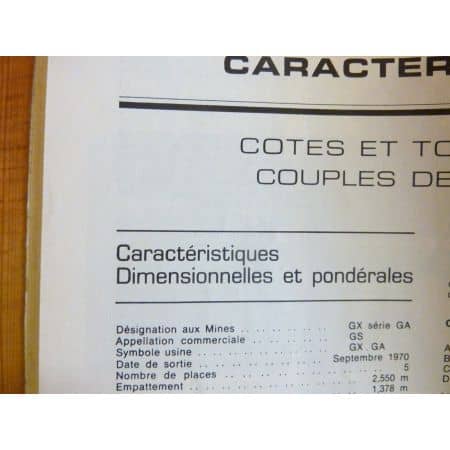 CARACTER
COTES ET TO
COUPLES DE
Caractéristiques
Dimensionnelles et pondérales
Désignation aux Mines . . . . . . . . . . GX série GA
Appellation commerciale . . . . . . . . . . GS
Symbole usine . . . . . . . . . . GX . GA
Date de sortie . . . . . . . . . . Septembre 1970
Nombre de places . . . . . . . . . . 5
Empattement . . . . . . . . . . 2,550 m
1,378 m